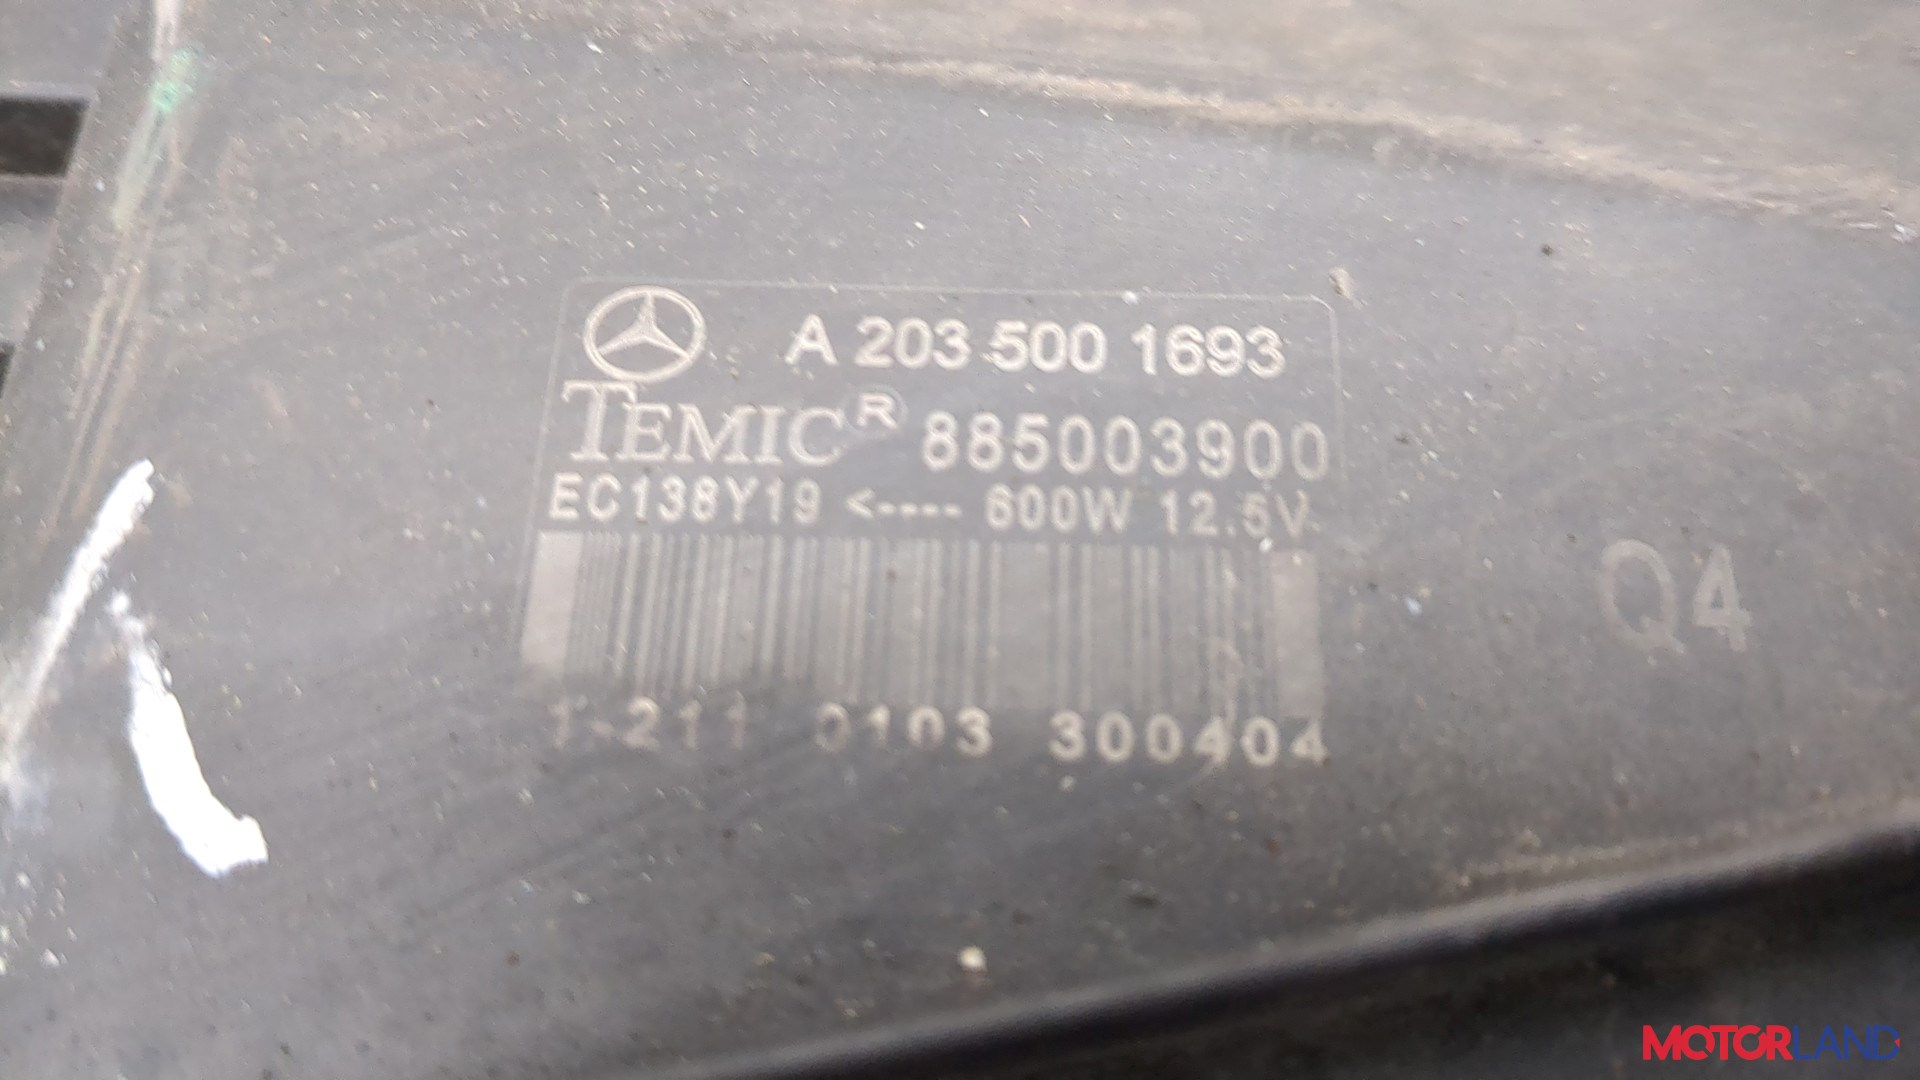 A 203 500 1693
TEMIC® 885003900
EC138Y19 <---- 600W 12.5V
Q4
1-211 0103 300404
MOTORLAND